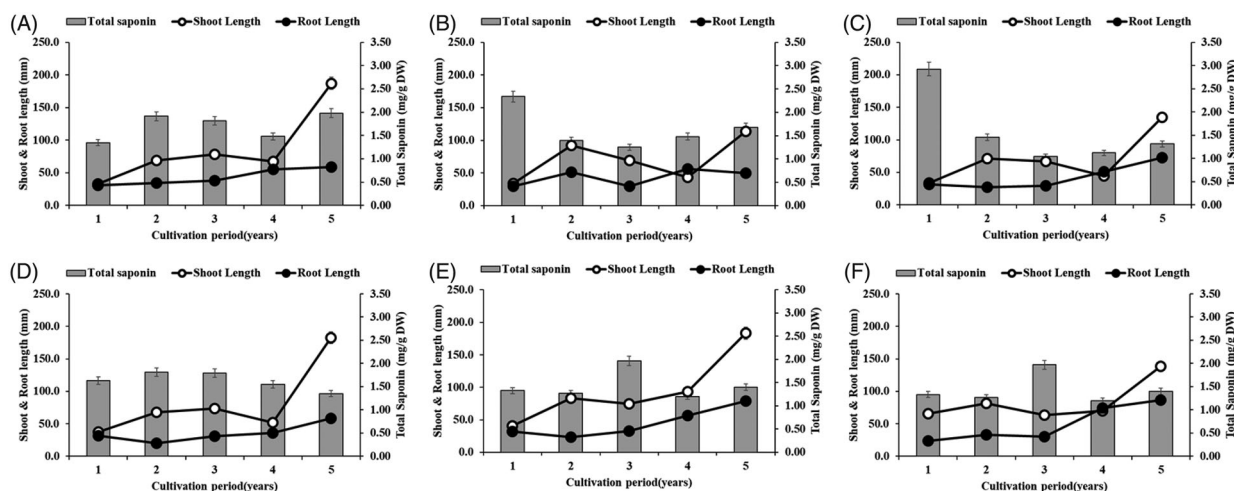 (A)
Total saponin Shoot Length Root Length
250.0 3.50
200.0 3.00
150.0 2.50
100.0 2.00
50.0 1.50
0.0 1.00
0.50
0.00
Shoot & Root length (mm)
Total Saponin (mg/g DW)
1 2 3 4 5
Cultivation period(years)
(B)
Total saponin Shoot Length Root Length
250.0 3.50
200.0 3.00
150.0 2.50
100.0 2.00
50.0 1.50
0.0 1.00
0.50
0.00
Shoot & Root length (mm)
Total Saponin (mg/g DW)
1 2 3 4 5
Cultivation period(years)
(C)
Total saponin Shoot Length Root Length
250.0 3.50
200.0 3.00
150.0 2.50
100.0 2.00
50.0 1.50
0.0 1.00
0.50
0.00
Shoot & Root length (mm)
Total Saponin (mg/g DW)
1 2 3 4 5
Cultivation period(years)
(D)
Total saponin Shoot Length Root Length
250.0 3.50
200.0 3.00
150.0 2.50
100.0 2.00
50.0 1.50
0.0 1.00
0.50
0.00
Shoot & Root length (mm)
Total Saponin (mg/g DW)
1 2 3 4 5
Cultivation period(years)
(E)
Total saponin Shoot Length Root Length
250.0 3.50
200.0 3.00
150.0 2.50
100.0 2.00
50.0 1.50
0.0 1.00
0.50
0.00
Shoot & Root length (mm)
Total Saponin (mg/g DW)
1 2 3 4 5
Cultivation period(years)
(F)
Total saponin Shoot Length Root Length
250.0 3.50
200.0 3.00
150.0 2.50
100.0 2.00
50.0 1.50
0.0 1.00
0.50
0.00
Shoot & Root length (mm)
Total Saponin (mg/g DW)
1 2 3 4 5
Cultivation period(years)